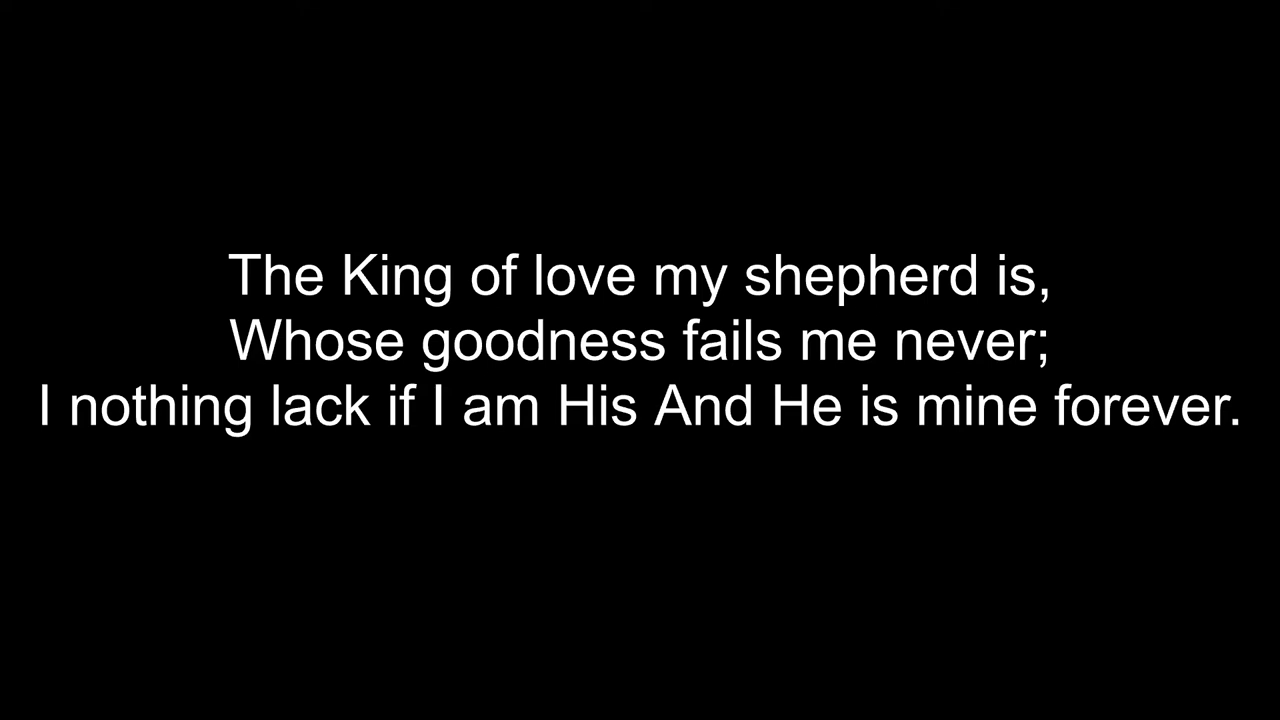 The King of love my shepherd is,
Whose goodness fails me never;
I nothing lack if I am His And He is mine forever.